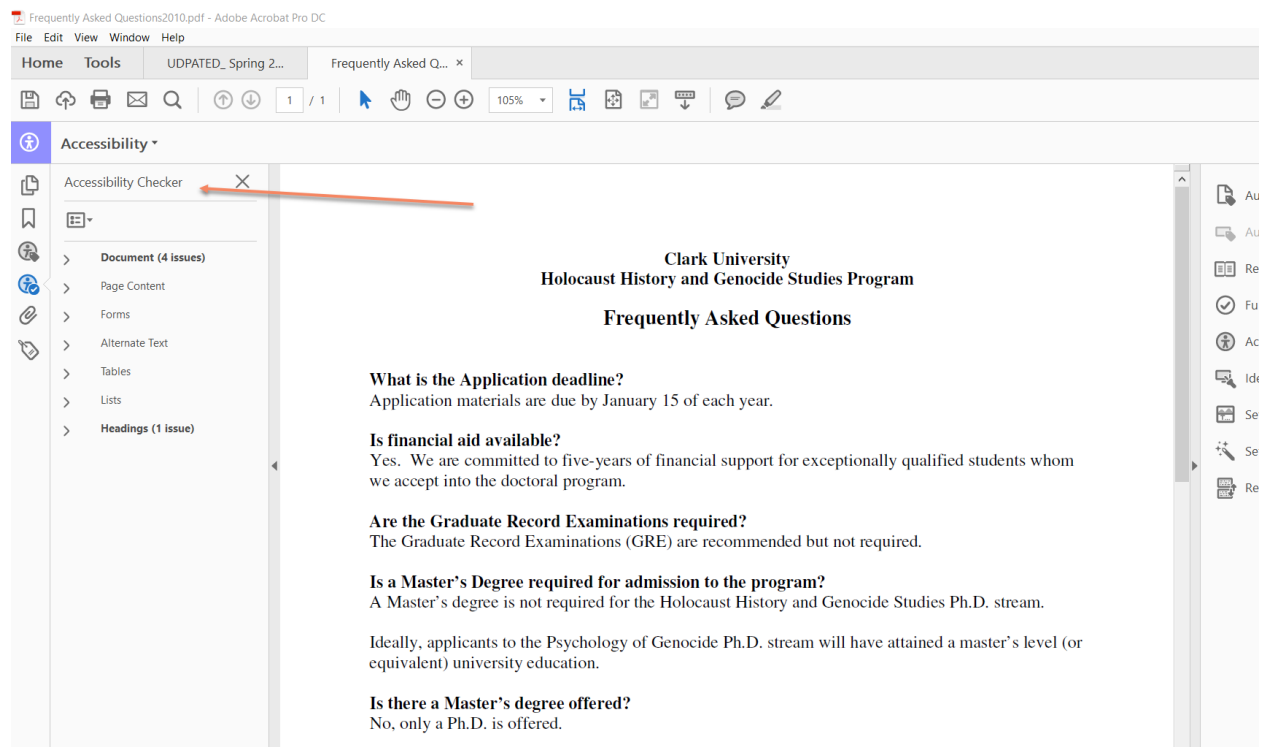 Frequently Asked Questions2010.pdf - Adobe Acrobat Pro DC
File Edit View Window Help
Home Tools UDPATED_ Spring 2... Frequently Asked Q... ×
1 / 1 105%
Accessibility
Accessibility Checker
Document (4 issues)
Page Content
Forms
Alternate Text
Tables
Lists
Headings (1 issue)
Clark University
Holocaust History and Genocide Studies Program
Frequently Asked Questions
What is the Application deadline?
Application materials are due by January 15 of each year.
Is financial aid available?
Yes. We are committed to five-years of financial support for exceptionally qualified students whom
we accept into the doctoral program.
Are the Graduate Record Examinations required?
The Graduate Record Examinations (GRE) are recommended but not required.
Is a Master's Degree required for admission to the program?
A Master's degree is not required for the Holocaust History and Genocide Studies Ph.D. stream.
Ideally, applicants to the Psychology of Genocide Ph.D. stream will have attained a master's level (or
equivalent) university education.
Is there a Master's degree offered?
No, only a Ph.D. is offered.
Au
Au
Re
Fu
Ac
Ide
Se
Se
Re